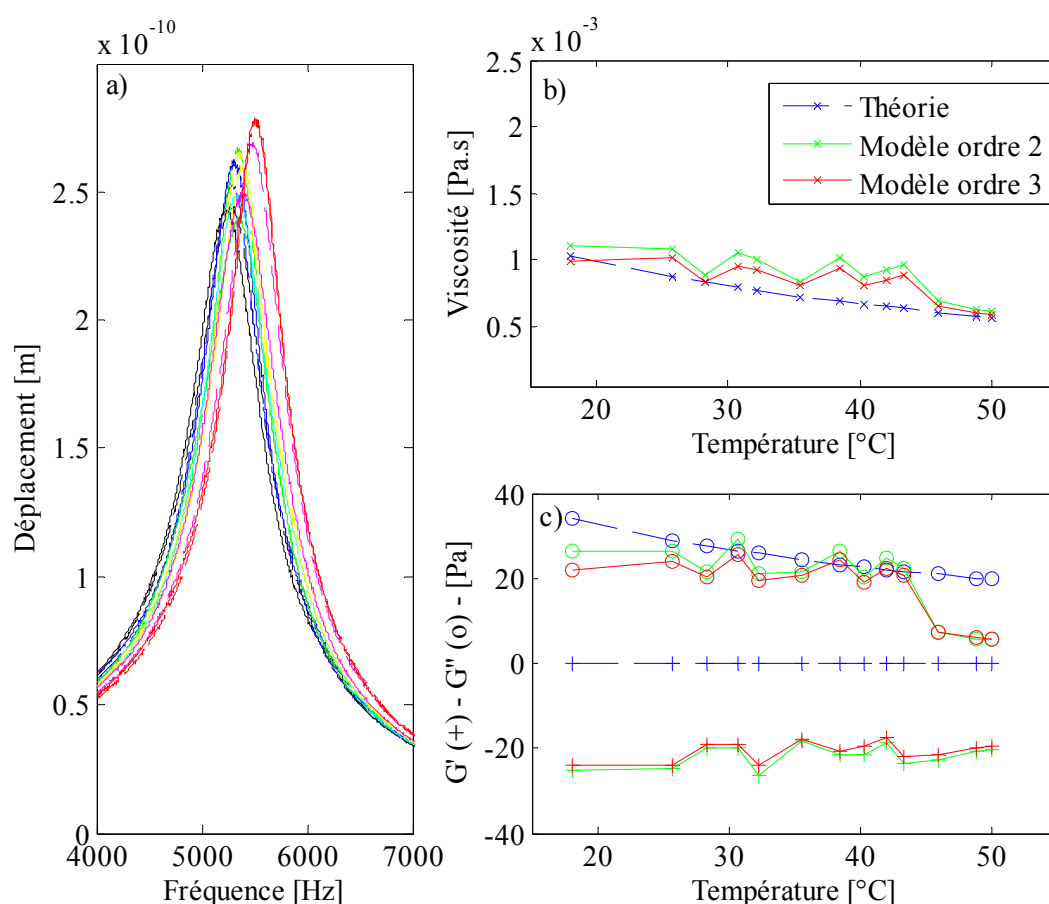 x 10^-10
a)
Déplacement [m]
3
2.5
2
1.5
1
0.5
0
4000 5000 6000 7000
Fréquence [Hz]
x 10^-3
b)
Viscosité [Pa.s]
2.5
2
1.5
1
0.5
Théorie
Modèle ordre 2
Modèle ordre 3
20 30 40 50
Température [°C]
c)
G' (+) - G" (o) - [Pa]
40
20
0
-20
-40
20 30 40 50
Température [°C]